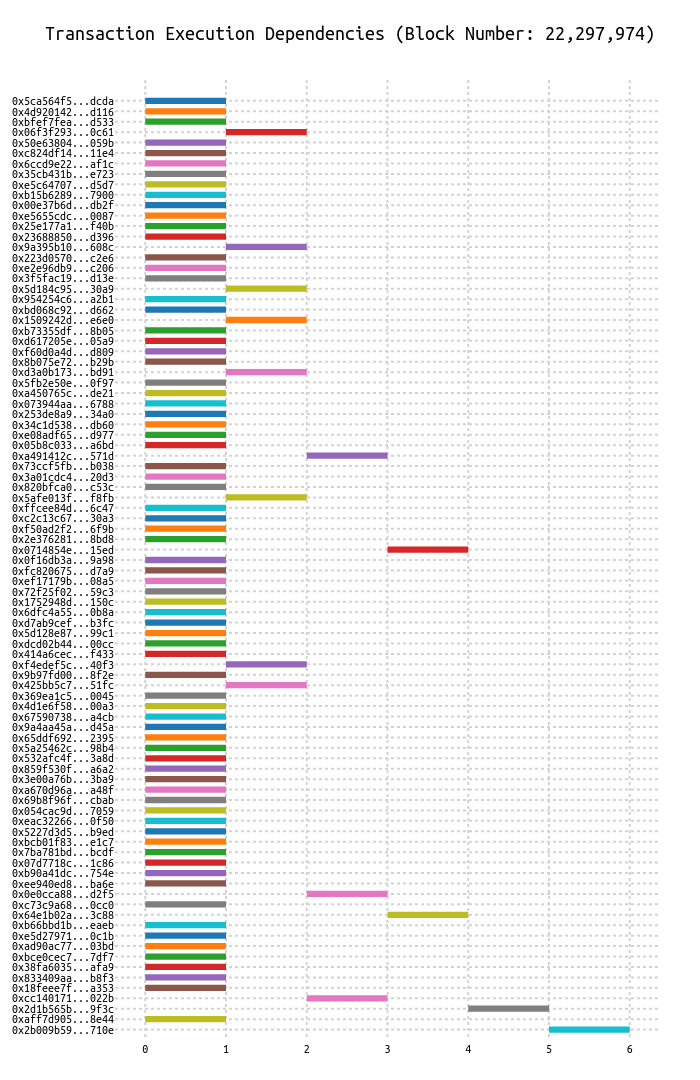 Transaction Execution Dependencies (Block Number: 22,297,974)
0x5ca564f5...dcda
0x4d920142...d116
0xbfef7fea...d533
0x06f3f293...0c61
0x50e63804...059b
0xc824df14...11e4
0x6ccd9e22...af1c
0x35cb431b...e723
0xe5c64707...d5d7
0xb15b6289...7900
0x00e37b6d...db2f
0xe5655cdc...0087
0x25e177a1...f40b
0x23688850...d396
0x9a395b10...608c
0x223d0570...c2e6
0xe2e96db9...c206
0x3f5fac19...d13e
0x5d184c95...30a9
0x954254c6...a2b1
0xbd068c92...d662
0x1509242d...e6e0
0xb73355df...8b05
0xd617205e...05a9
0xf60d0a4d...d809
0x8b075e72...b29b
0xd3a0b173...bd91
0x5fb2e50e...0f97
0xa450765c...de21
0x073944aa...6788
0x253de8a9...34a0
0x34c1d538...db60
0xe08adf65...d977
0x05b8c033...a6bd
0xa491412c...571d
0x73ccf5fb...b038
0x3a01cdc4...20d3
0x820bfca0...c53c
0x5afe013f...f8fb
0xffcee84d...6c47
0xc2c13c67...30a3
0xf50ad2f2...6f9b
0x2e376281...8bd8
0x0714854e...15ed
0x0f16db3a...9a98
0xfc820675...d7a9
0xef17179b...08a5
0x72f25f02...59c3
0x1752948d...150c
0x6dfc4a55...0b8a
0xd7ab9cef...b3fc
0x5d128e87...99c1
0xdcd02b44...00cc
0x414a6cec...f433
0xf4edef5c...40f3
0x9b97fd00...8f2e
0x425bb5c7...51fc
0x369ea1c5...0045
0x4d1e6f58...00a3
0x67590738...a4cb
0x9a4aa45a...d45a
0x65ddf692...2395
0x5a25462c...98b4
0x532afc4f...3a8d
0x859f530f...a6a2
0x3e00a76b...3ba9
0xa670d96a...a48f
0x69b8f96f...cbab
0x054cac9d...7059
0xeac32266...0f50
0x5227d3d5...b9ed
0xbcb01f83...e1c7
0x7ba781bd...bcdf
0x07d7718c...1c86
0xb90a41dc...754e
0xee940ed8...ba6e
0x0e0cca88...d2f5
0xc73c9a68...0cc0
0x64e1b02a...3c88
0xb66bbd1b...eaeb
0xe5d27971...0c1b
0xad90ac77...03bd
0xbce0cec7...7df7
0x38fa6035...afa9
0x833409aa...b8f3
0x18feee7f...a353
0xcc140171...022b
0x2d1b565b...9f3c
0xaff7d905...8e44
0x2b009b59...710e
0 1 2 3 4 5 6